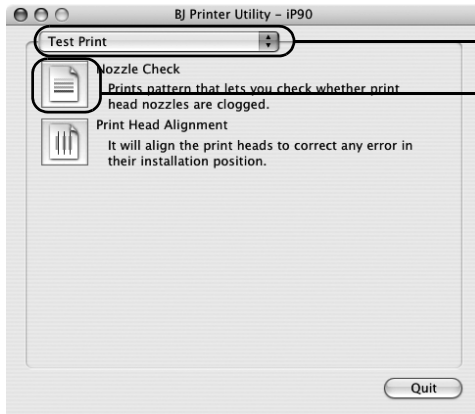 BJ Printer Utility – iP90
Test Print
Nozzle Check
Prints pattern that lets you check whether print
head nozzles are clogged.
Print Head Alignment
It will align the print heads to correct any error in
their installation position.
Quit